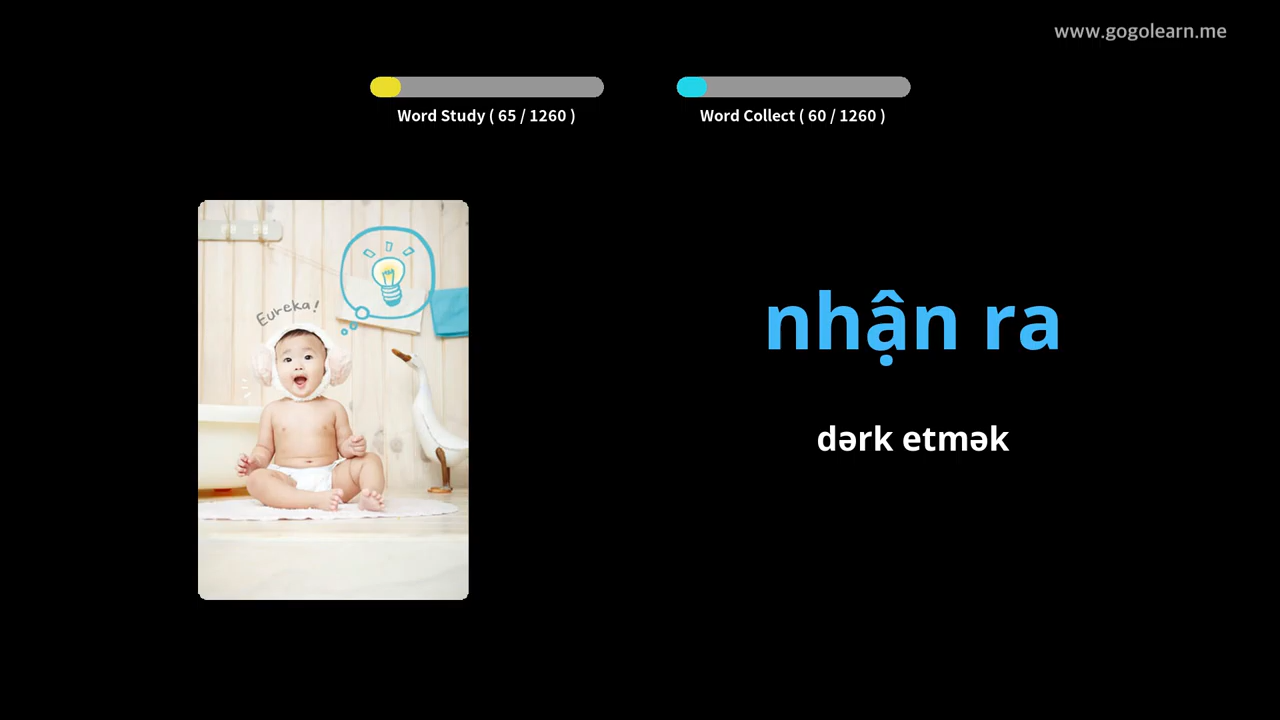 www.gogolearn.me
Word Study ( 65 / 1260 )
Word Collect ( 60 / 1260 )
Eureka!
nhận ra
dərk etmək